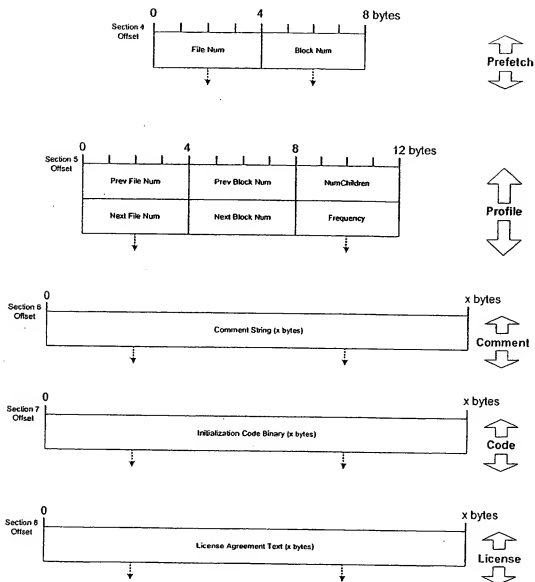 0 4 8 bytes
Section 4
Offset
File Num Block Num
Prefetch
0 4 8 12 bytes
Section 5
Offset
Prev File Num Prev Block Num NumChildren
Next File Num Next Block Num Frequency
Profile
0 x bytes
Section 6
Offset
Comment String (x bytes)
Comment
0 x bytes
Section 7
Offset
Initialization Code Binary (x bytes)
Code
0 x bytes
Section 8
Offset
License Agreement Text (x bytes)
License